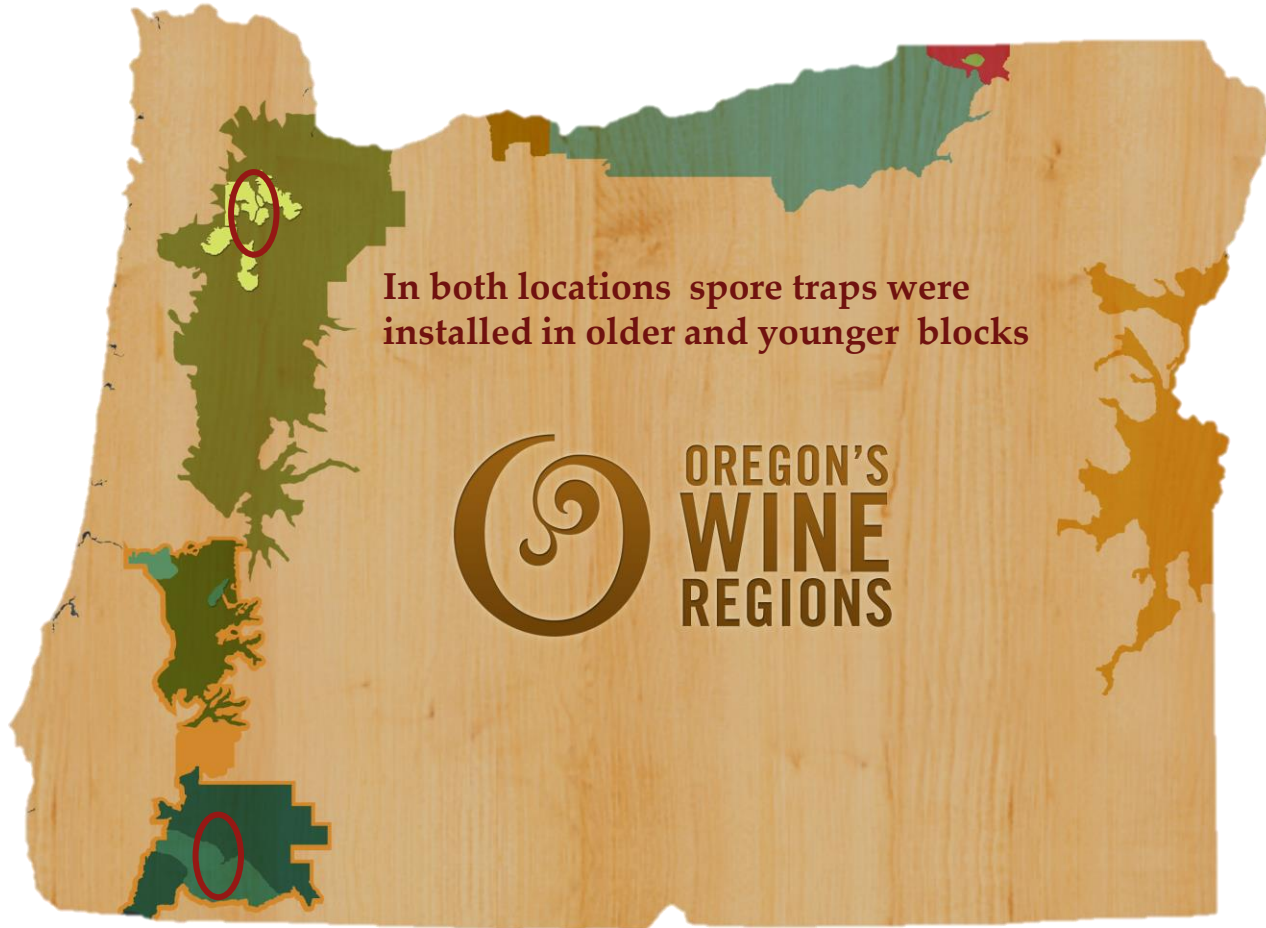 In both locations spore traps were
installed in older and younger blocks
OREGON'S
WINE
REGIONS